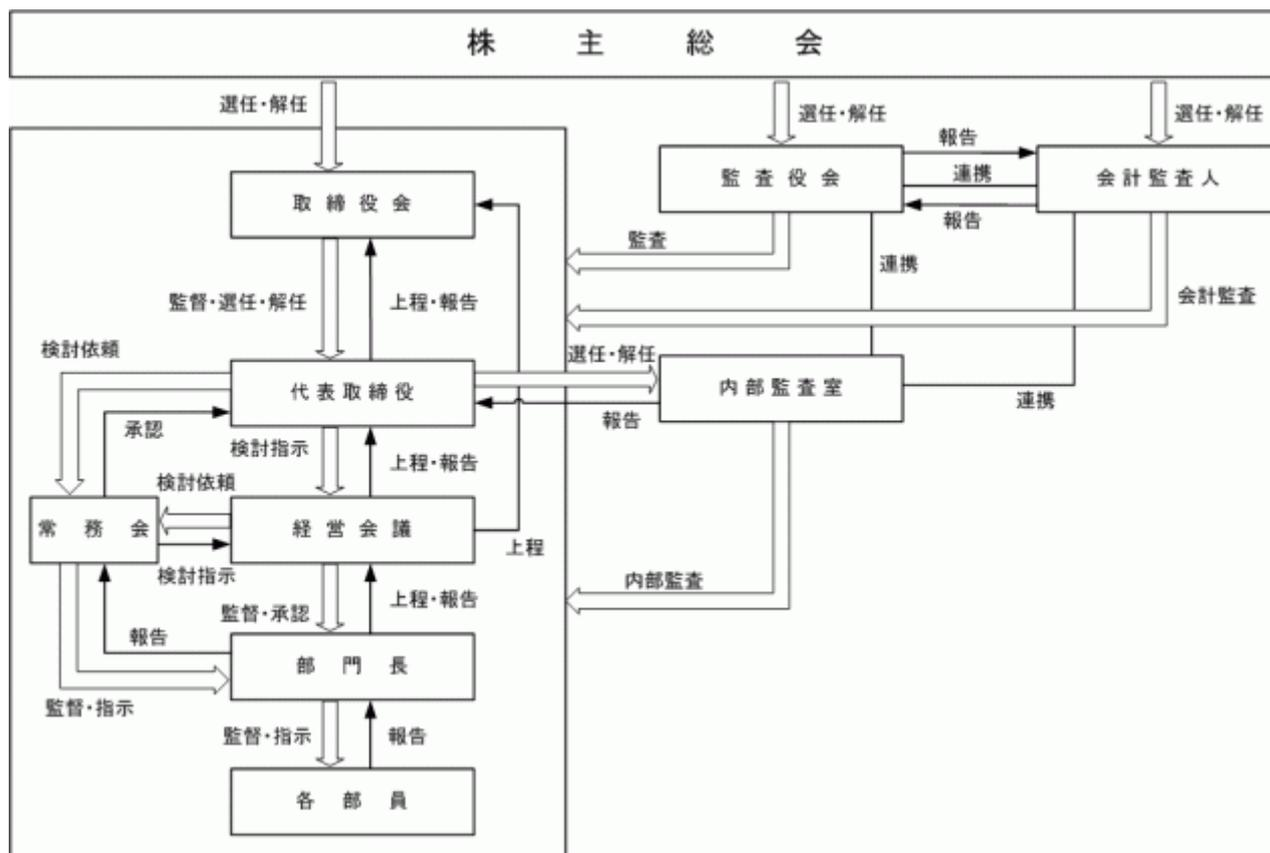 株主総会
選任・解任
選任・解任
選任・解任
報告
監査役会
連携
会計監査人
取締役会
報告
監査
連携
監督・選任・解任
上程・報告
会計監査
検討依頼
選任・解任
代表取締役
内部監査室
承認
報告
連携
検討指示
上程・報告
検討依頼
常務会
経営会議
上程
検討指示
内部監査
監督・承認
上程・報告
報告
部門長
監督・指示
監督・指示
報告
各部員